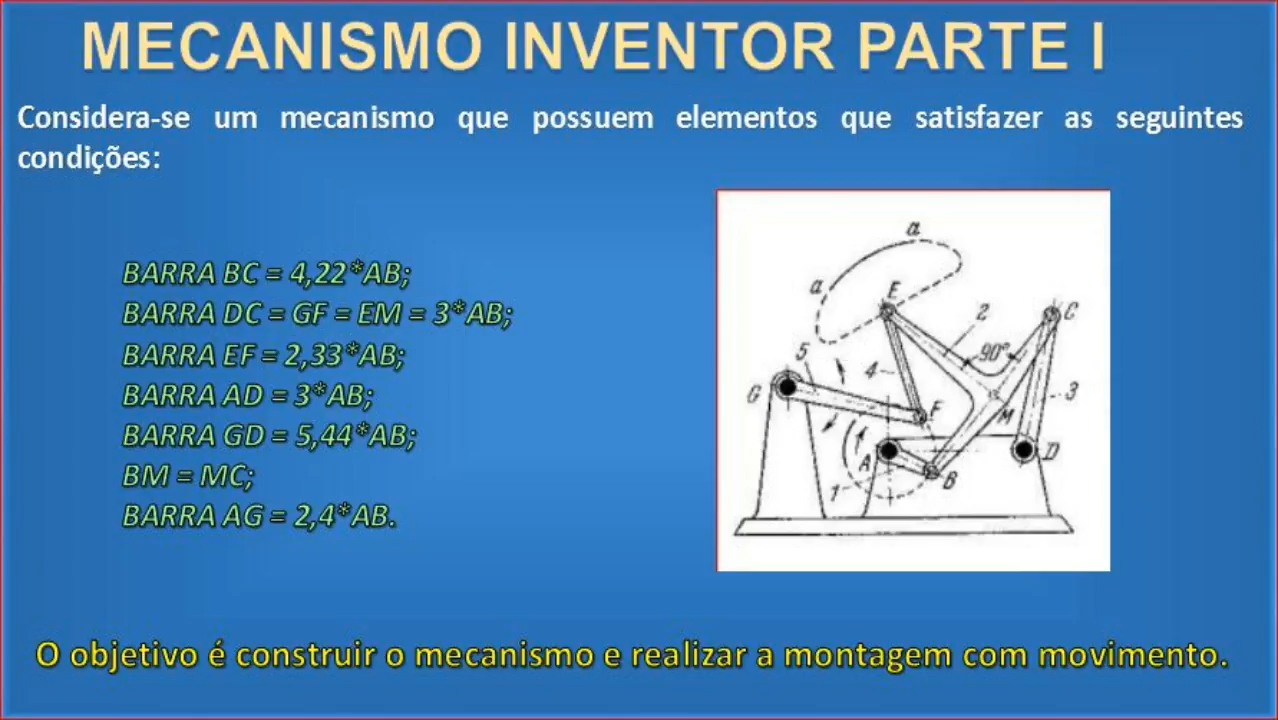 MECANISMO INVENTOR PARTE I
Considera-se um mecanismo que possuem elementos que satisfazer as seguintes
condições:
BARRA BC = 4,22*AB;
BARRA DC = GF = EM = 3*AB;
BARRA EF = 2,33*AB;
BARRA AD = 3*AB;
BARRA GD = 5,44*AB;
BM = MC;
BARRA AG = 2,4*AB.
a
a
E
2
C
90°
5
4
G
F
3
M
A
D
B
1
O objetivo é construir o mecanismo e realizar a montagem com movimento.